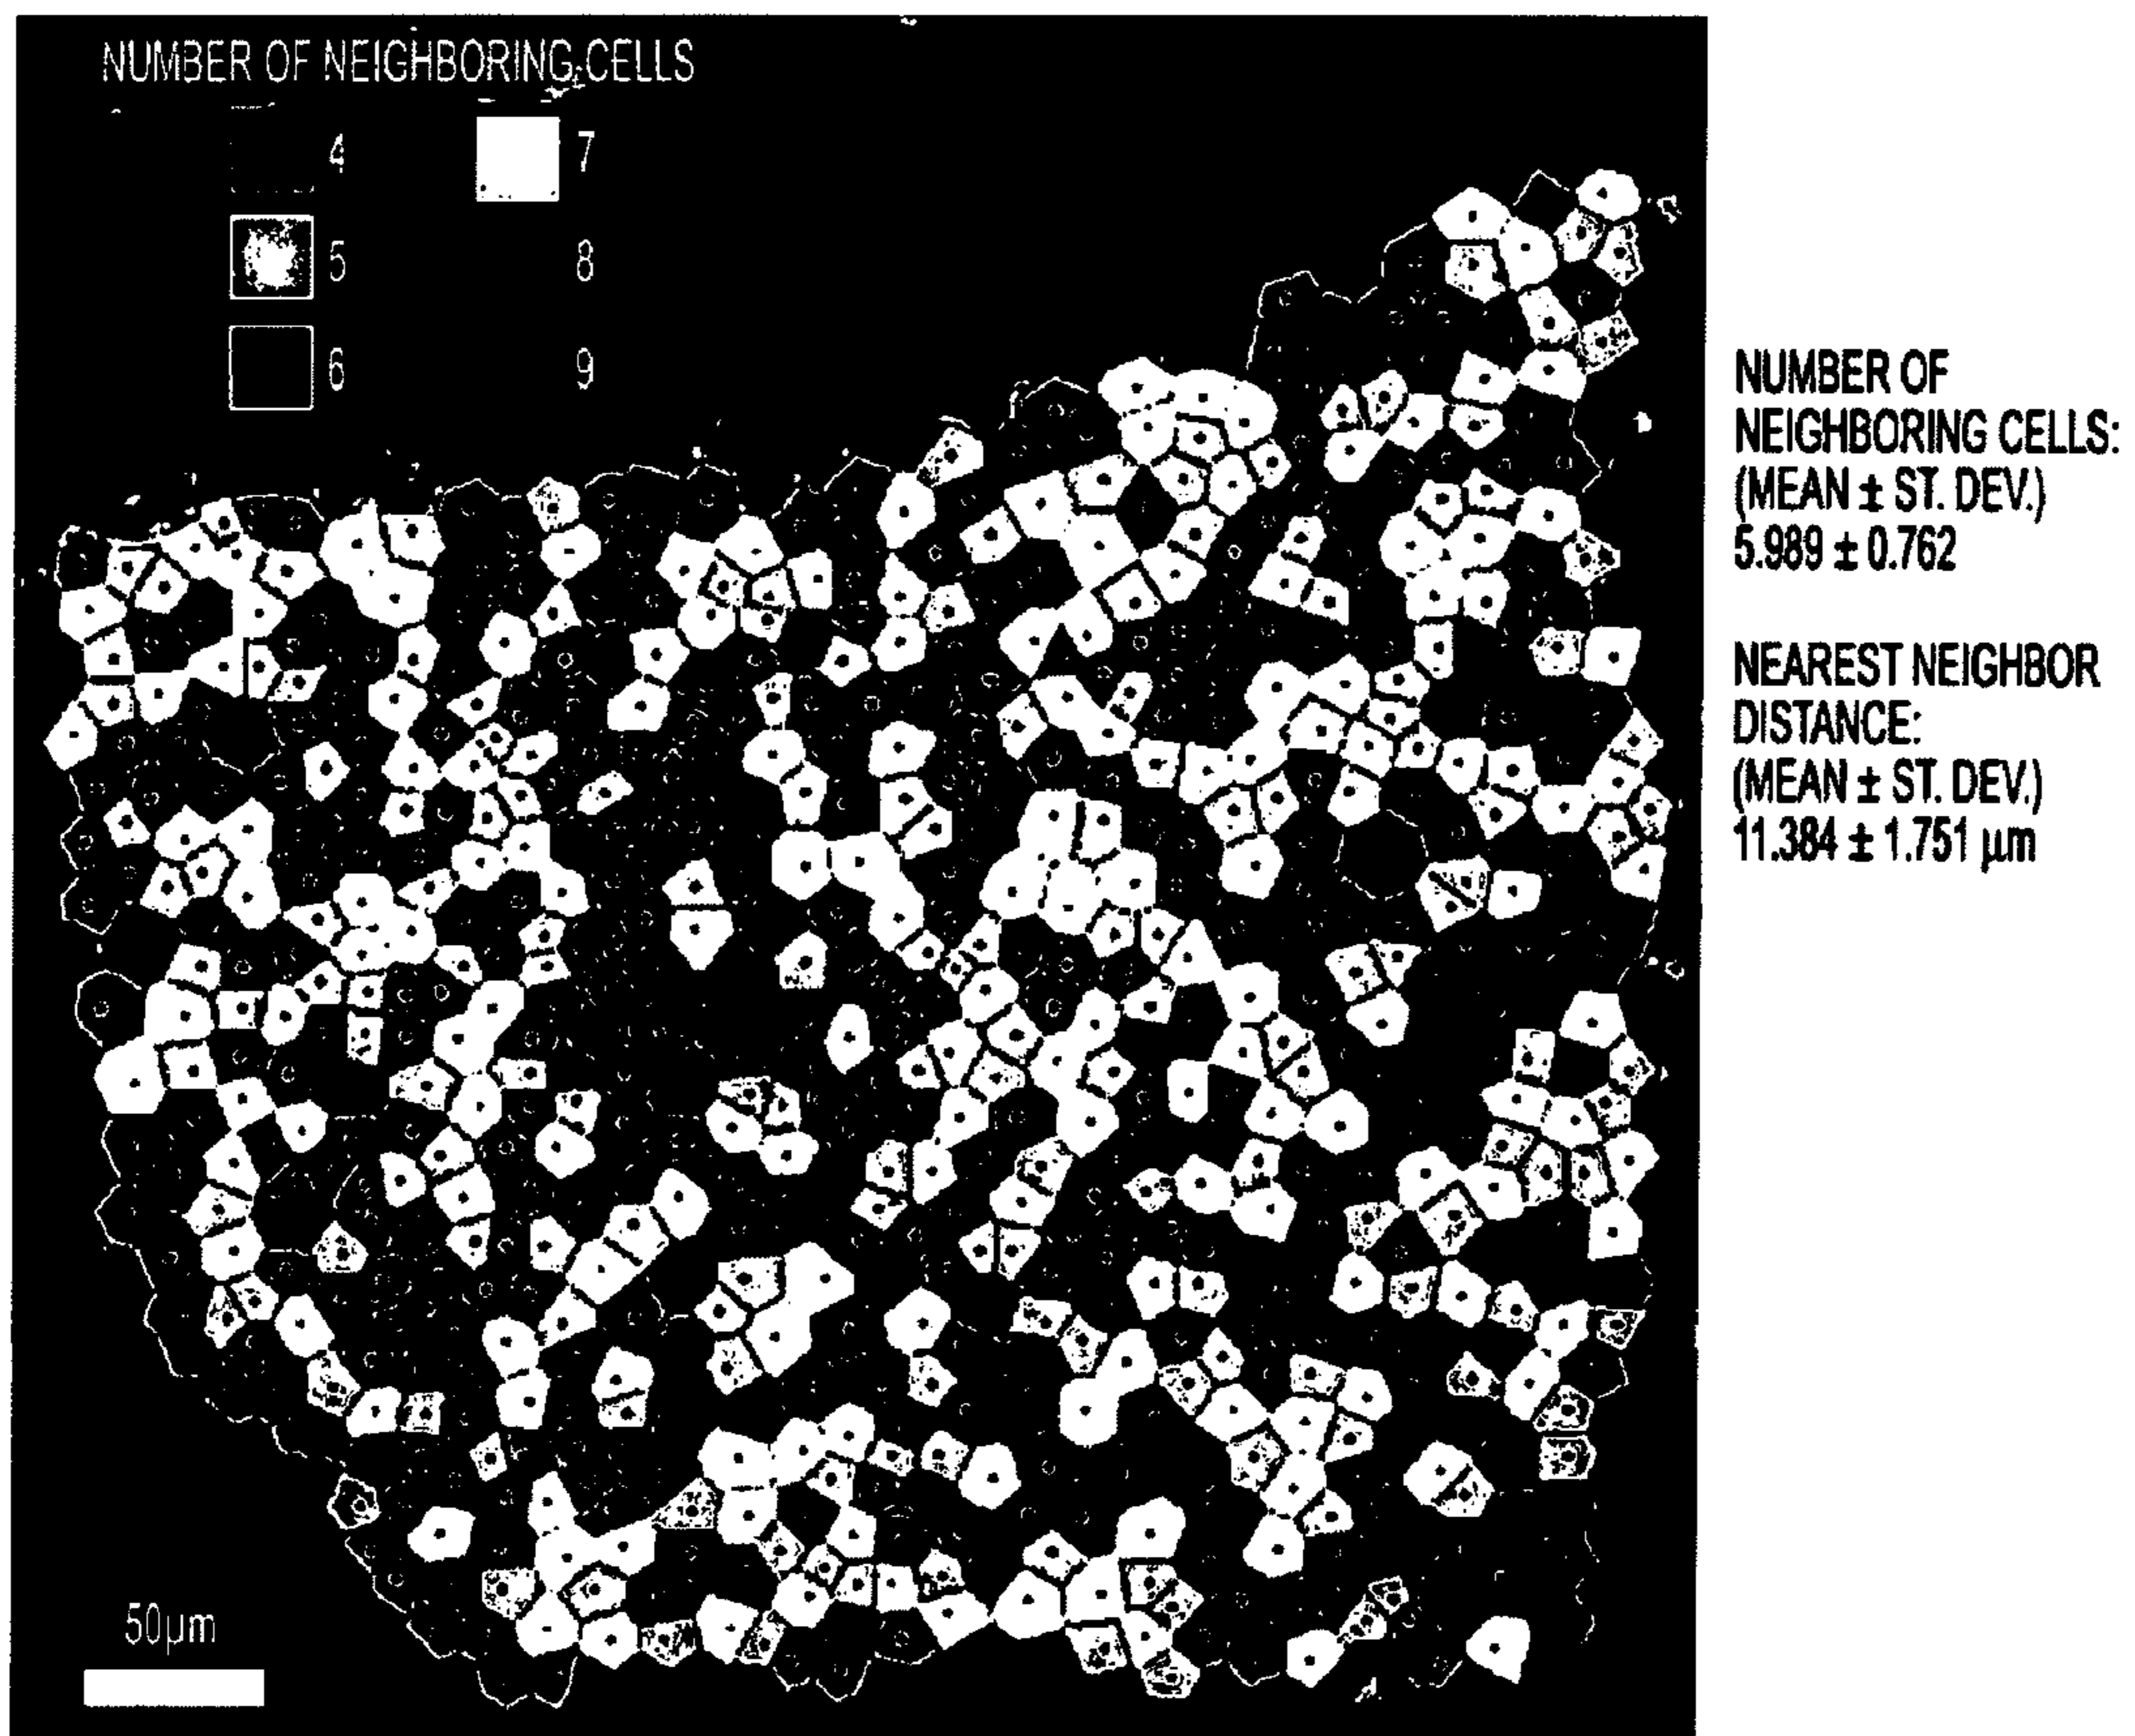 NUMBER OF NEIGHBORING CELLS
4
7
5
8
6
9
50µm
NUMBER OF
NEIGHBORING CELLS:
(MEAN ± ST. DEV.)
5.989 ± 0.762
NEAREST NEIGHBOR
DISTANCE:
(MEAN ± ST. DEV.)
11.384 ± 1.751 µm